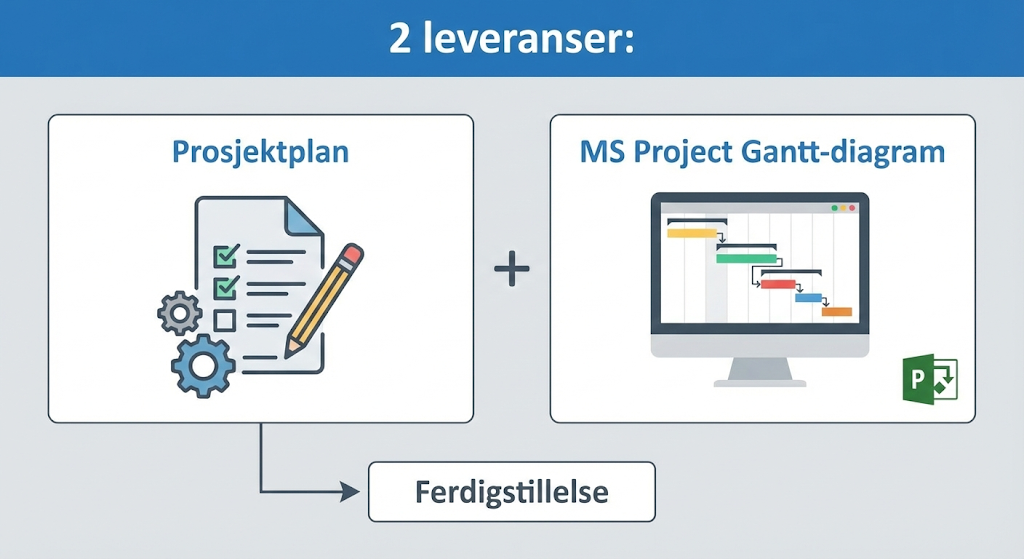 2 leveranser:
Prosjektplan
MS Project Gantt-diagram
+
P
Ferdigstillelse